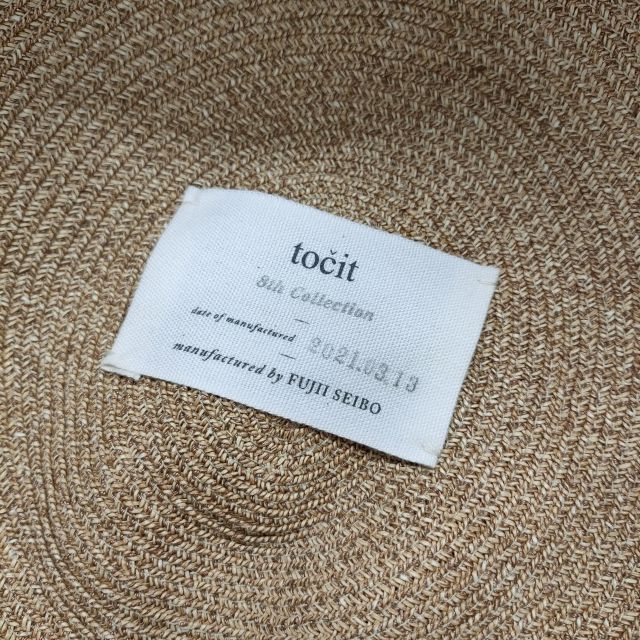 točit
8th Collection
—
date of manufactured 2021.03.13
—
manufactured by FUJII SEIBO